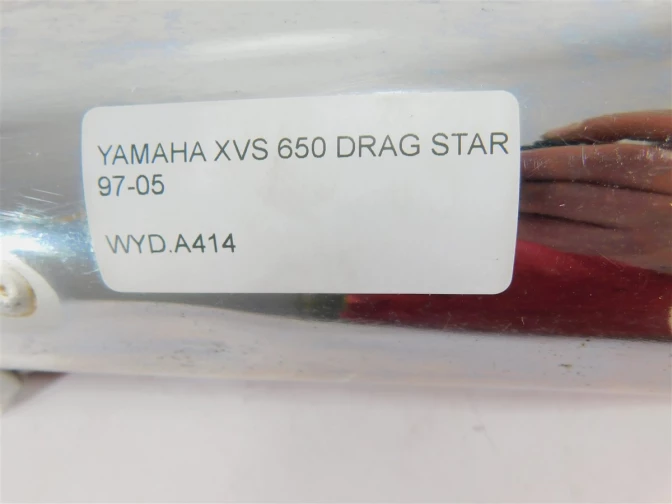 YAMAHA XVS 650 DRAG STAR
97-05
WYD.A414